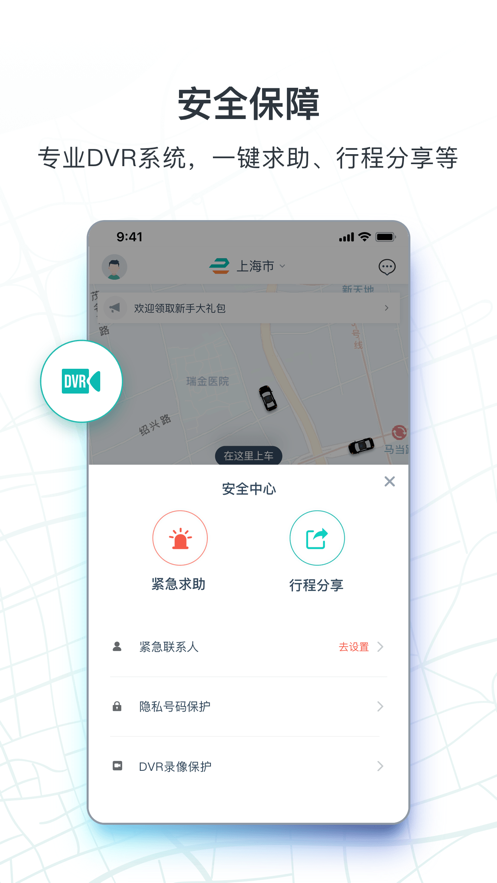 安全保障
专业DVR系统，一键求助、行程分享等
9:41
上海市
新天地
欢迎领取新手大礼包
路
号
线
瑞金医院
绍兴路
马当路
在这里上车
DVR
安全中心
紧急求助
行程分享
紧急联系人
去设置
隐私号码保护
DVR录像保护